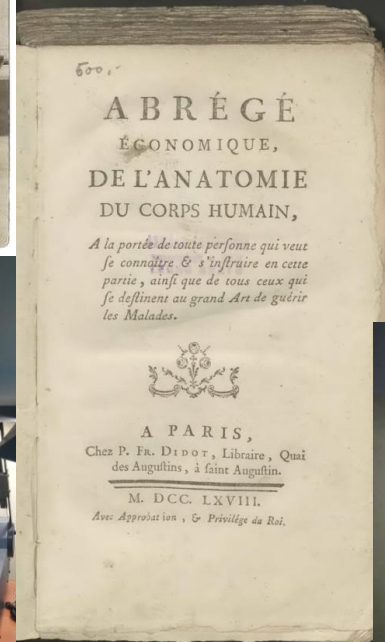 600,-
ABRÉGÉ
ÉCONOMIQUE,
DE L'ANATOMIE
DU CORPS HUMAIN,
A la portée de toute perſonne qui veut
ſe connaître & s'inſtruire en cette
partie, ainſi que de tous ceux qui
ſe deſtinent au grand Art de guérir
les Malades.
A PARIS,
Chez P. FR. DIDOT, Libraire, Quai
des Auguſtins, à ſaint Auguſtin.
M. DCC. LXVIII.
Avec Approbation, & Privilége du Roi.